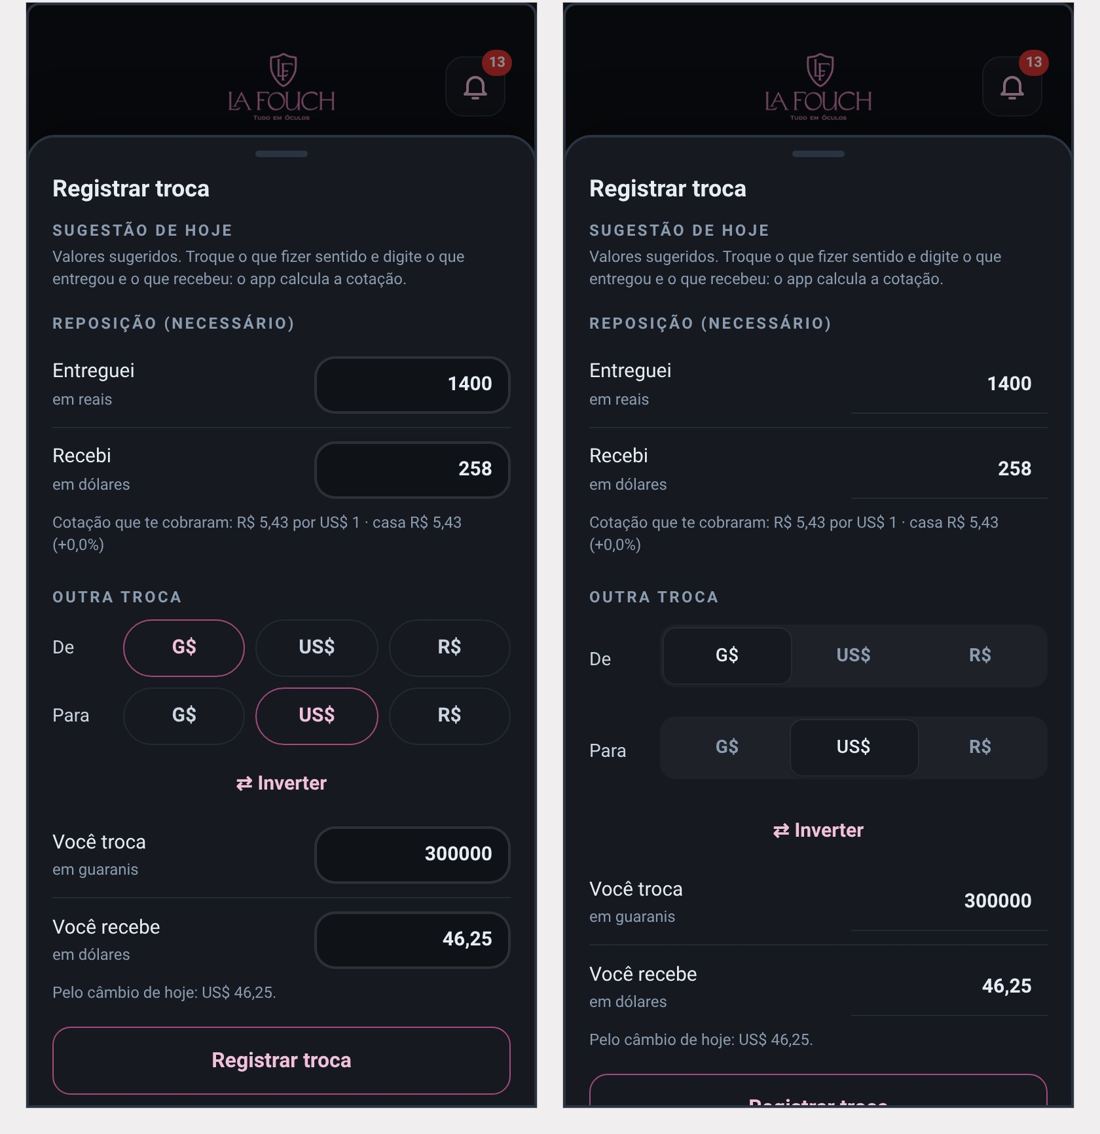 LF
LA FOUCH
TUDO EM ÓCULOS
13
Registrar troca
SUGESTÃO DE HOJE
Valores sugeridos. Troque o que fizer sentido e digite o que
entregou e o que recebeu: o app calcula a cotação.
REPOSIÇÃO (NECESSÁRIO)
Entreguei
em reais
1400
Recebi
em dólares
258
Cotação que te cobraram: R$ 5,43 por US$ 1 · casa R$ 5,43
(+0,0%)
OUTRA TROCA
De G$ US$ R$
Para G$ US$ R$
⇄ Inverter
Você troca
em guaranis
300000
Você recebe
em dólares
46,25
Pelo câmbio de hoje: US$ 46,25.
Registrar troca
LF
LA FOUCH
TUDO EM ÓCULOS
13
Registrar troca
SUGESTÃO DE HOJE
Valores sugeridos. Troque o que fizer sentido e digite o que
entregou e o que recebeu: o app calcula a cotação.
REPOSIÇÃO (NECESSÁRIO)
Entreguei
em reais
1400
Recebi
em dólares
258
Cotação que te cobraram: R$ 5,43 por US$ 1 · casa R$ 5,43
(+0,0%)
OUTRA TROCA
De G$ US$ R$
Para G$ US$ R$
⇄ Inverter
Você troca
em guaranis
300000
Você recebe
em dólares
46,25
Pelo câmbio de hoje: US$ 46,25.
Registrar troca